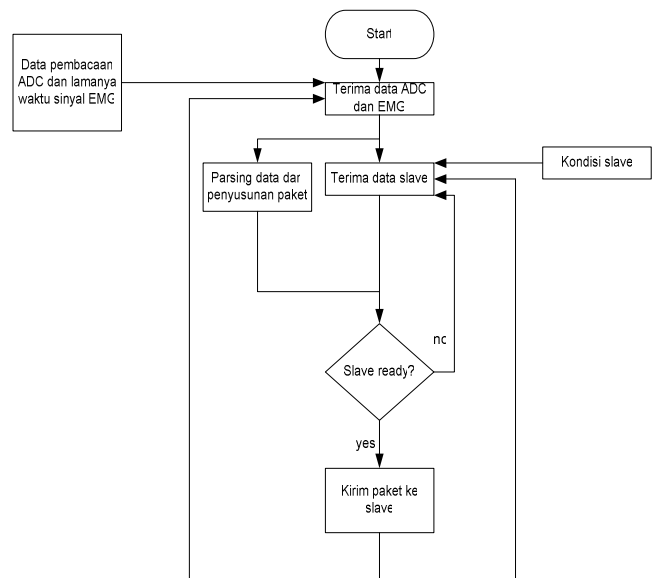 Start
Data pembacaan
ADC dan lamanya
waktu sinyal EMG
Terima data ADC
dan EMG
Parsing data dan
penyusunan paket
Terima data slave
Kondisi slave
no
Slave ready?
yes
Kirim paket ke
slave